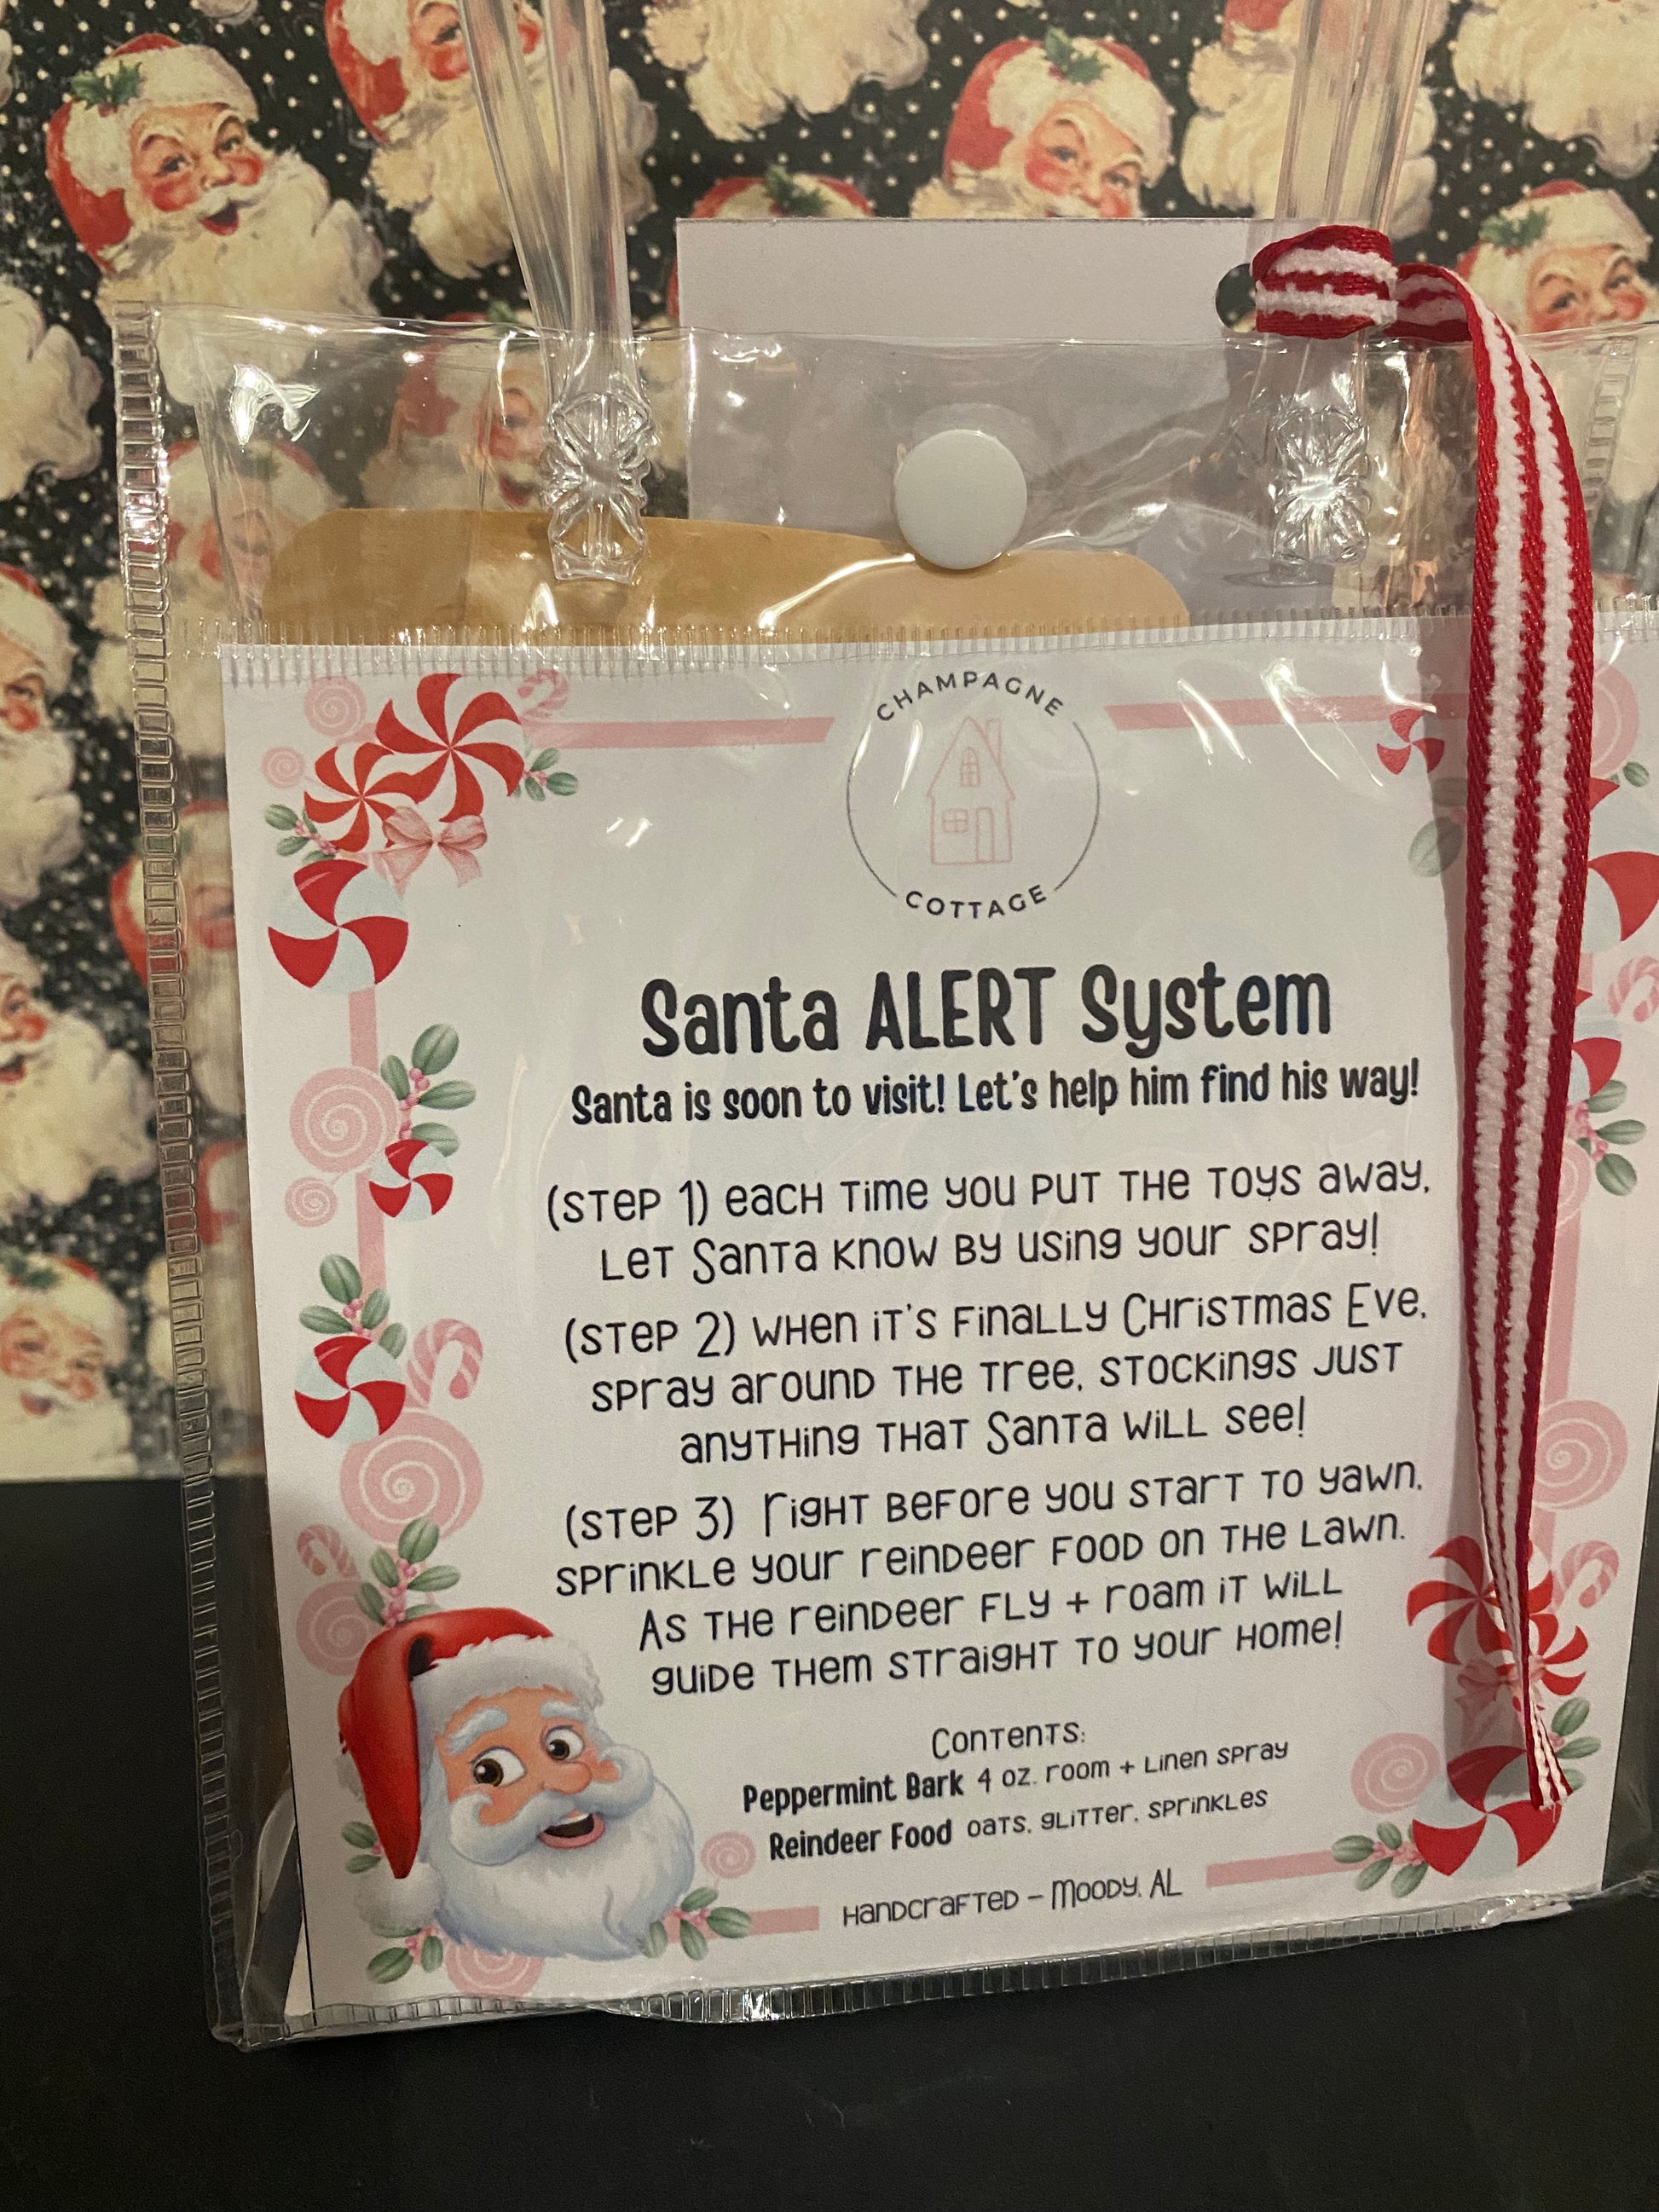 CHAMPAGNE
COTTAGE
Santa ALERT System
Santa is soon to visit! Let's help him find his way!
(STEP 1) EACH TIME YOU PUT THE TOYS AWAY,
LET SANTA KNOW BY USING YOUR SPRAY!
(STEP 2) WHEN IT'S FINALLY CHRISTMAS EVE,
SPRAY AROUND THE TREE, STOCKINGS JUST
ANYTHING THAT SANTA WILL SEE!
(STEP 3) RIGHT BEFORE YOU START TO YAWN,
SPRINKLE YOUR REINDEER FOOD ON THE LAWN.
AS THE REINDEER FLY + ROAM IT WILL
GUIDE THEM STRAIGHT TO YOUR HOME!
CONTENTS:
Peppermint Bark 4 OZ. ROOM + LINEN SPRAY
Reindeer Food OATS, GLITTER, SPRINKLES
HANDCRAFTED – MOODY, AL